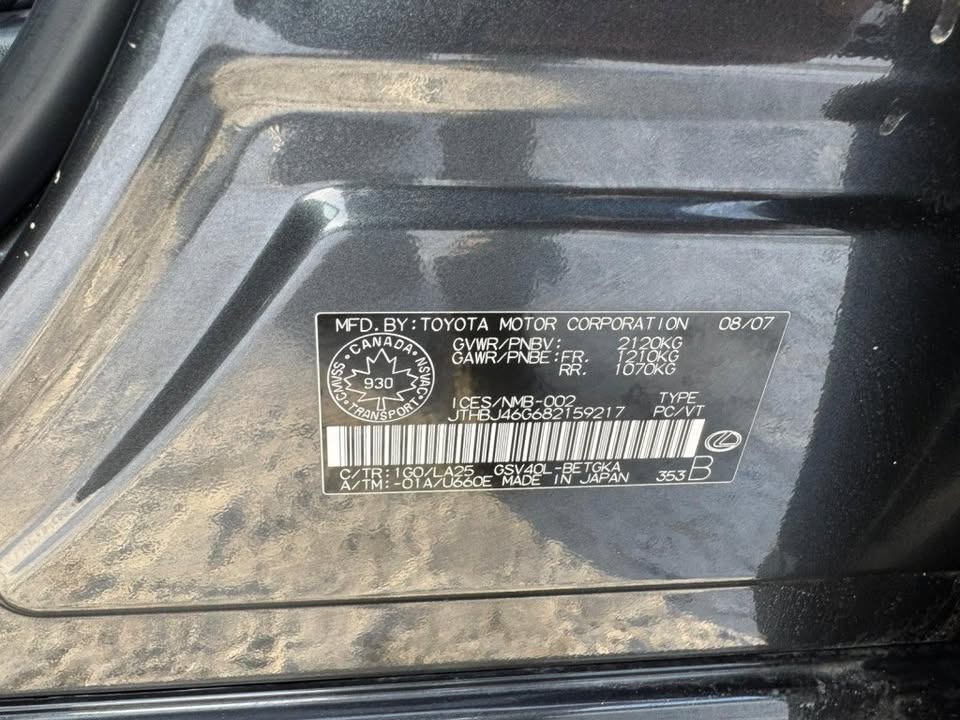 MFD.BY:TOYOTA MOTOR CORPORATION 08/07
GVWR/PNBV: 2120KG
GAWR/PNBE:FR. 1210KG
RR. 1070KG
CANADA
CMVSS 930 NSVAC
TRANSPORT
ICES/NMB-002 TYPE
JTHBJ46G682159217 PC/VT
C/TR:1G0/LA25 GSV40L-BETGKA
A/TM:-01A/U660E MADE IN JAPAN 353 B